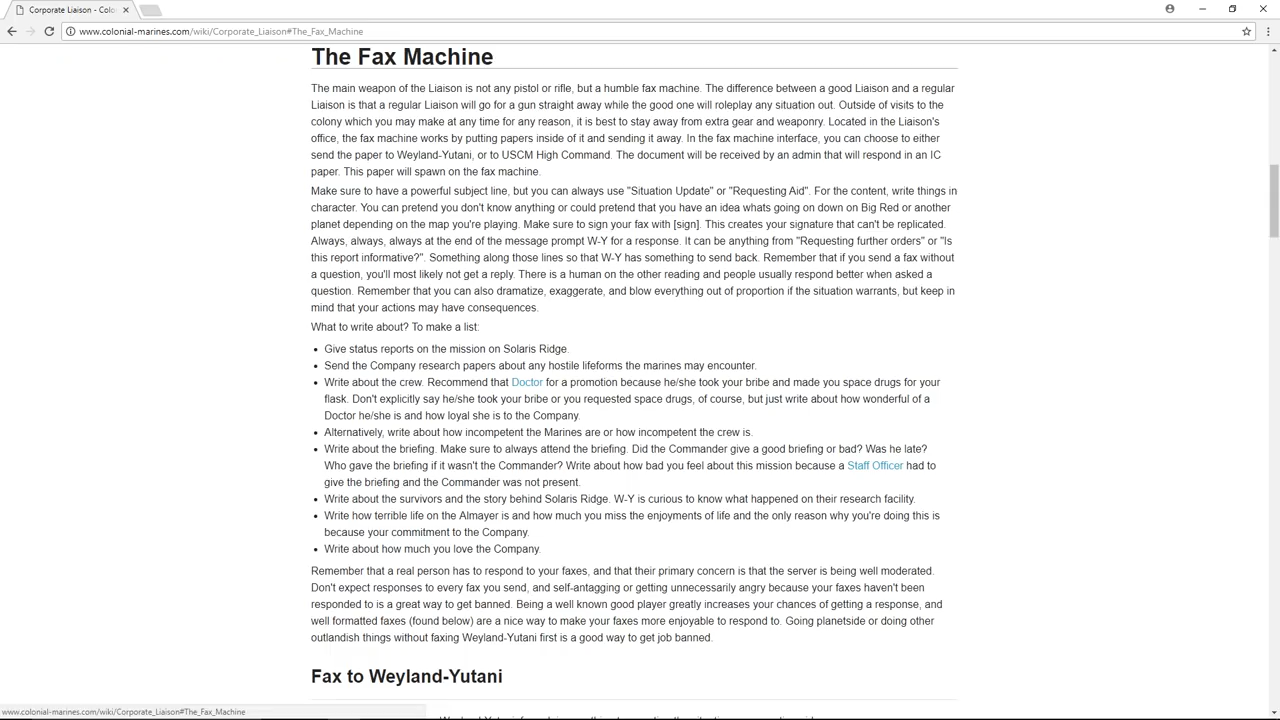 Corporate Liaison - Colo
www.colonial-marines.com/wiki/Corporate_Liaison#The_Fax_Machine
The Fax Machine
The main weapon of the Liaison is not any pistol or rifle, but a humble fax machine. The difference between a good Liaison and a regular
Liaison is that a regular Liaison will go for a gun straight away while the good one will roleplay any situation out. Outside of visits to the
colony which you may make at any time for any reason, it is best to stay away from extra gear and weaponry. Located in the Liaison's
office, the fax machine works by putting papers inside of it and sending it away. In the fax machine interface, you can choose to either
send the paper to Weyland-Yutani, or to USCM High Command. The document will be received by an admin that will respond in an IC
paper. This paper will spawn on the fax machine.
Make sure to have a powerful subject line, but you can always use "Situation Update" or "Requesting Aid". For the content, write things in
character. You can pretend you don't know anything or could pretend that you have an idea whats going on down on Big Red or another
planet depending on the map you're playing. Make sure to sign your fax with [sign]. This creates your signature that can't be replicated.
Always, always, always at the end of the message prompt W-Y for a response. It can be anything from "Requesting further orders" or "Is
this report informative?". Something along those lines so that W-Y has something to send back. Remember that if you send a fax without
a question, you'll most likely not get a reply. There is a human on the other reading and people usually respond better when asked a
question. Remember that you can also dramatize, exaggerate, and blow everything out of proportion if the situation warrants, but keep in
mind that your actions may have consequences.
What to write about? To make a list:
• Give status reports on the mission on Solaris Ridge.
• Send the Company research papers about any hostile lifeforms the marines may encounter.
• Write about the crew. Recommend that Doctor for a promotion because he/she took your bribe and made you space drugs for your
flask. Don't explicitly say he/she took your bribe or you requested space drugs, of course, but just write about how wonderful of a
Doctor he/she is and how loyal she is to the Company.
• Alternatively, write about how incompetent the Marines are or how incompetent the crew is.
• Write about the briefing. Make sure to always attend the briefing. Did the Commander give a good briefing or bad? Was he late?
Who gave the briefing if it wasn't the Commander? Write about how bad you feel about this mission because a Staff Officer had to
give the briefing and the Commander was not present.
• Write about the survivors and the story behind Solaris Ridge. W-Y is curious to know what happened on their research facility.
• Write how terrible life on the Almayer is and how much you miss the enjoyments of life and the only reason why you're doing this is
because your commitment to the Company.
• Write about how much you love the Company.
Remember that a real person has to respond to your faxes, and that their primary concern is that the server is being well moderated.
Don't expect responses to every fax you send, and self-antagging or getting unnecessarily angry because your faxes haven't been
responded to is a great way to get banned. Being a well known good player greatly increases your chances of getting a response, and
well formatted faxes (found below) are a nice way to make your faxes more enjoyable to respond to. Going planetside or doing other
outlandish things without faxing Weyland-Yutani first is a good way to get job banned.
Fax to Weyland-Yutani
www.colonial-marines.com/wiki/Corporate_Liaison#The_Fax_Machine